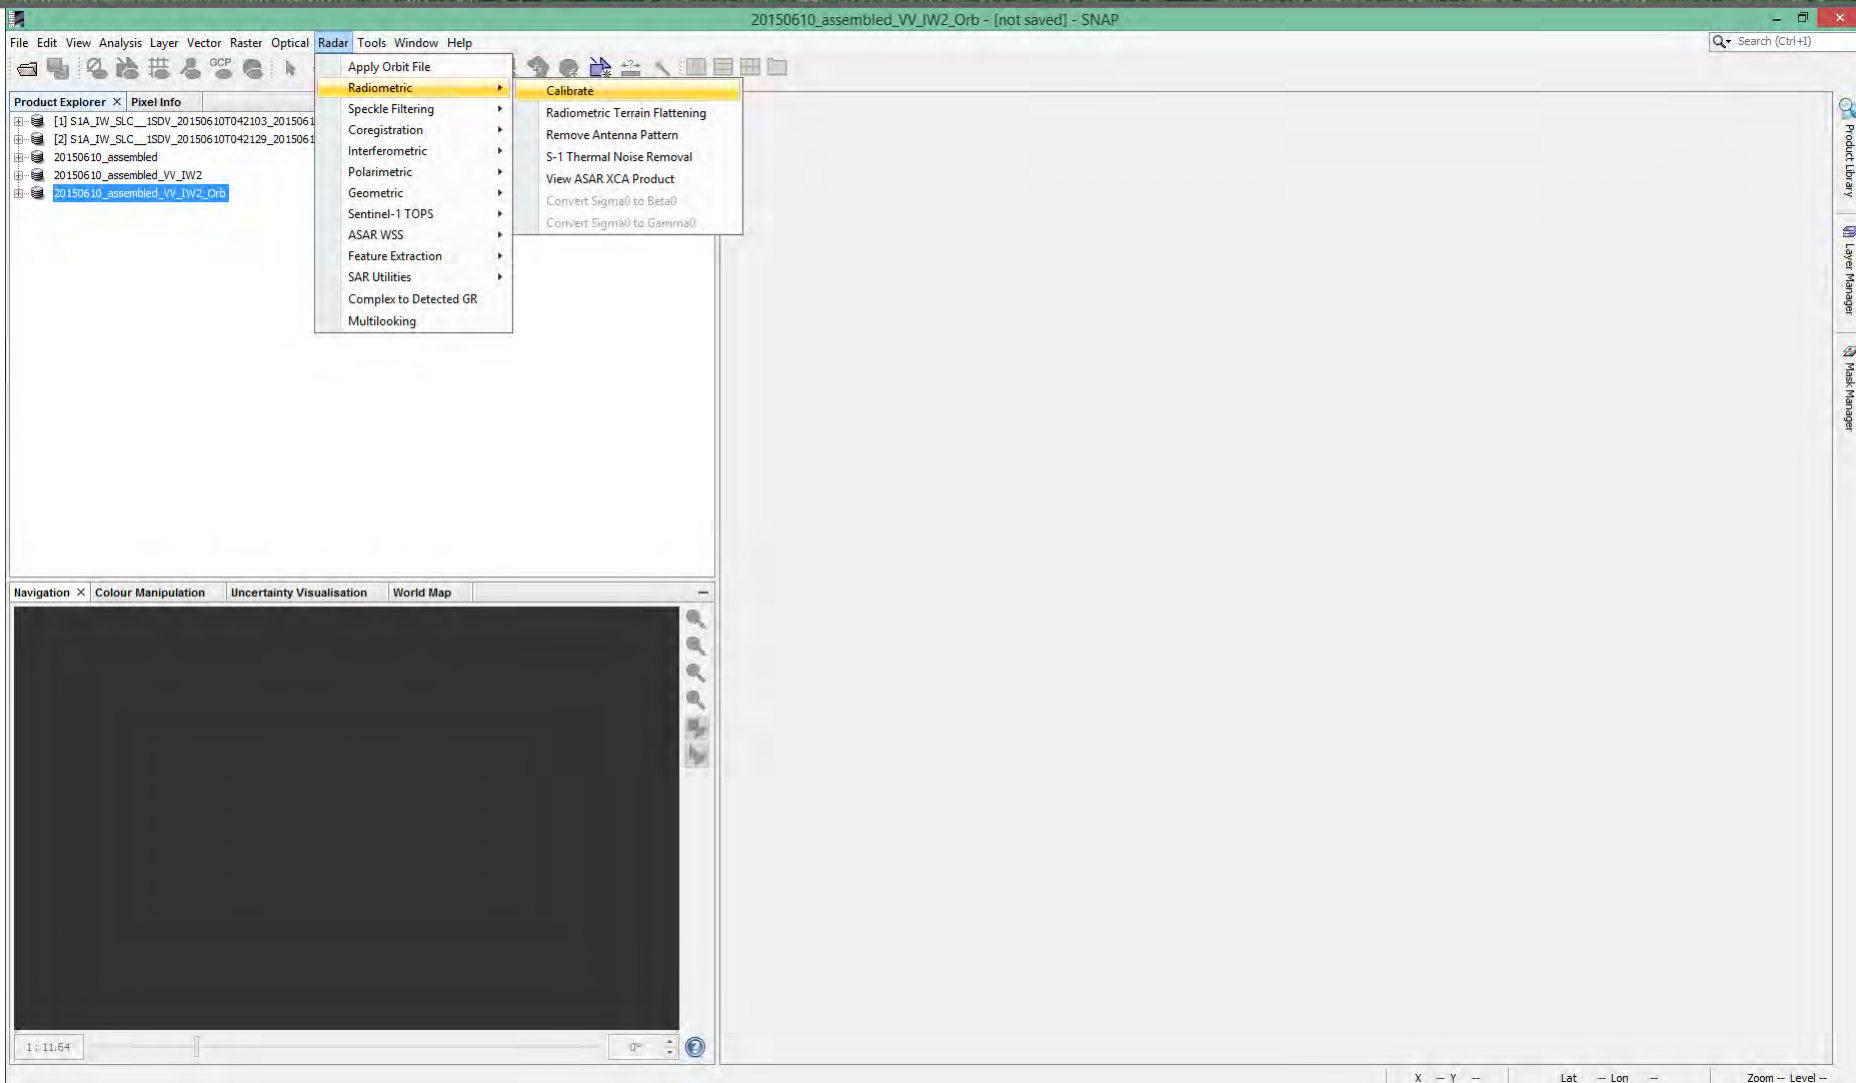 20150610_assembled_VV_IW2_Orb - [not saved] - SNAP
File Edit View Analysis Layer Vector Raster Optical Radar Tools Window Help
Search (Ctrl+I)
GCP
Apply Orbit File
Radiometric
Speckle Filtering
Coregistration
Interferometric
Polarimetric
Geometric
Sentinel-1 TOPS
ASAR WSS
Feature Extraction
SAR Utilities
Complex to Detected GR
Multilooking
Calibrate
Radiometric Terrain Flattening
Remove Antenna Pattern
S-1 Thermal Noise Removal
View ASAR XCA Product
Convert Sigma0 to Beta0
Convert Sigma0 to Gamma0
Product Explorer Pixel Info
[1] S1A_IW_SLC__1SDV_20150610T042103_2015061
[2] S1A_IW_SLC__1SDV_20150610T042129_2015061
20150610_assembled
20150610_assembled_VV_IW2
20150610_assembled_VV_IW2_Orb
Product Library
Layer Manager
Mask Manager
Navigation Colour Manipulation Uncertainty Visualisation World Map
1 : 11.64
0°
X -- Y -- Lat -- Lon -- Zoom -- Level --